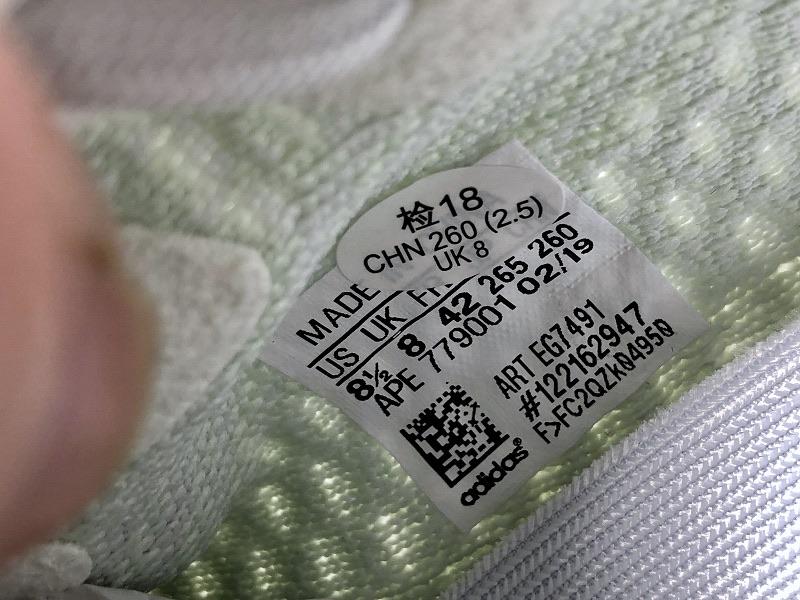 检18
CHN 260 (2.5)
UK 8
MADE
US UK FR
8½ 8 42 265 260
APE 779001 02/19
ART EG7491
#122162947
F>FC2QZkQ495Q
adidas